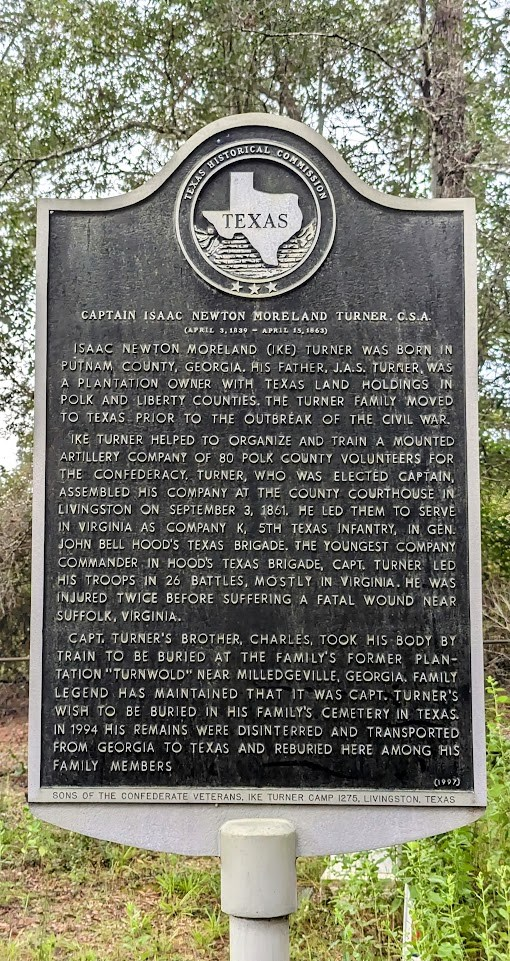 TEXAS HISTORICAL COMMISSION
TEXAS
CAPTAIN ISAAC NEWTON MORELAND TURNER, C.S.A.
(APRIL 3, 1839 – APRIL 15, 1863)
ISAAC NEWTON MORELAND (IKE) TURNER WAS BORN IN
PUTNAM COUNTY, GEORGIA. HIS FATHER, J.A.S. TURNER, WAS
A PLANTATION OWNER WITH TEXAS LAND HOLDINGS IN
POLK AND LIBERTY COUNTIES. THE TURNER FAMILY MOVED
TO TEXAS PRIOR TO THE OUTBREAK OF THE CIVIL WAR.
IKE TURNER HELPED TO ORGANIZE AND TRAIN A MOUNTED
ARTILLERY COMPANY OF 80 POLK COUNTY VOLUNTEERS FOR
THE CONFEDERACY. TURNER, WHO WAS ELECTED CAPTAIN,
ASSEMBLED HIS COMPANY AT THE COUNTY COURTHOUSE IN
LIVINGSTON ON SEPTEMBER 3, 1861. HE LED THEM TO SERVE
IN VIRGINIA AS COMPANY K, 5TH TEXAS INFANTRY, IN GEN.
JOHN BELL HOOD'S TEXAS BRIGADE. THE YOUNGEST COMPANY
COMMANDER IN HOOD'S TEXAS BRIGADE, CAPT. TURNER LED
HIS TROOPS IN 26 BATTLES, MOSTLY IN VIRGINIA. HE WAS
INJURED TWICE BEFORE SUFFERING A FATAL WOUND NEAR
SUFFOLK, VIRGINIA.
CAPT. TURNER'S BROTHER, CHARLES, TOOK HIS BODY BY
TRAIN TO BE BURIED AT THE FAMILY'S FORMER PLAN-
TATION "TURNWOLD" NEAR MILLEDGEVILLE, GEORGIA. FAMILY
LEGEND HAS MAINTAINED THAT IT WAS CAPT. TURNER'S
WISH TO BE BURIED IN HIS FAMILY'S CEMETERY IN TEXAS.
IN 1994 HIS REMAINS WERE DISINTERRED AND TRANSPORTED
FROM GEORGIA TO TEXAS AND REBURIED HERE AMONG HIS
FAMILY MEMBERS
(1997)
SONS OF THE CONFEDERATE VETERANS, IKE TURNER CAMP 1275, LIVINGSTON, TEXAS